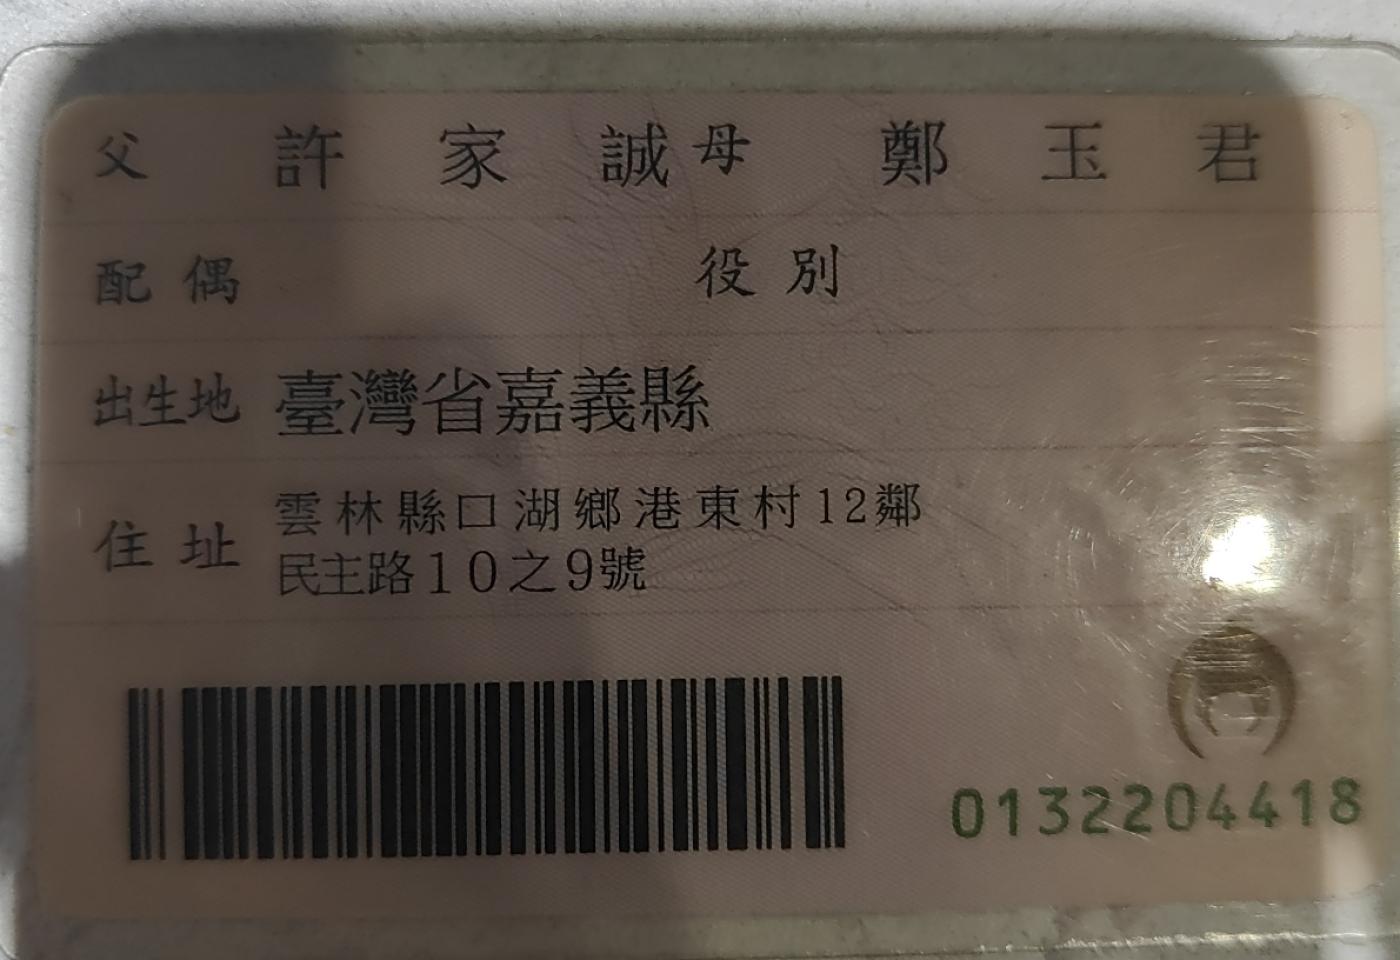 父 許家誠 母 鄭玉君
配偶 役別
出生地 臺灣省嘉義縣
住址 雲林縣口湖鄉港東村12鄰
民主路10之9號
0132204418